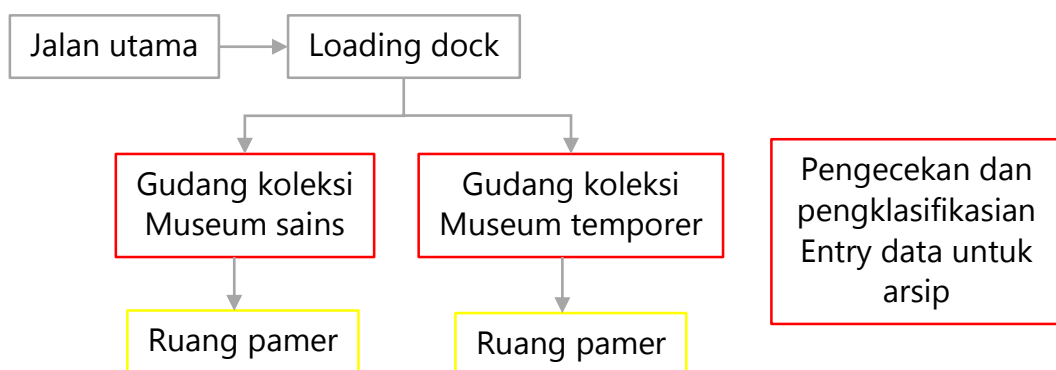 Jalan utama
Loading dock
Gudang koleksi
Museum sains
Gudang koleksi
Museum temporer
Pengecekan dan
pengklasifikasian
Entry data untuk
arsip
Ruang pamer
Ruang pamer